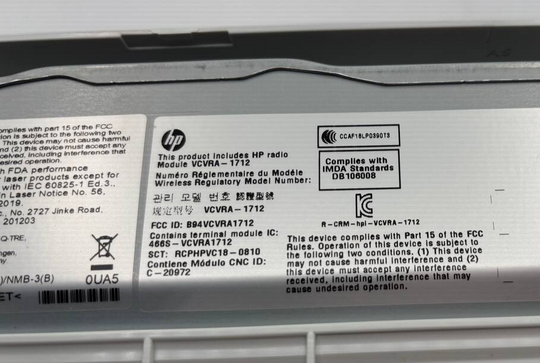 omplies with part 15 of the FCC
on is subject to the following two
. This device may not cause harmful
and (2) this device must accept any
eceived, including interference that
desired operation.
h FDA performance
er products except for
with IEC 60825-1 Ed.3.,
n Laser Notice No. 56,
2019.
c. No. 2727 Jinke Road,
201203
Q-TRE,
)/NMB-3(B)
0UA5
ET<
hp
This product includes HP radio
Module VCVRA-1712
Numéro Réglementaire du Modèle
Wireless Regulatory Model Number:
관리 모델 번호 認證型號
规定型号 VCVRA-1712
FCC ID: B94VCVRA1712
Contains terminal module IC:
466S-VCVRA1712
SCT: RCPHPVC18-0810
Contiene Módulo CNC ID:
C-20972
CCAF18LP0390T3
Complies with
IMDA Standards
DB106008
R-CRM-hpi-VCVRA-1712
This device complies with Part 15 of the FCC
Rules. Operation of this device is subject to
the following two conditions. (1) This device
may not cause harmful interference and (2)
this device must accept any interference
received, including interference that may
cause undesired operation.